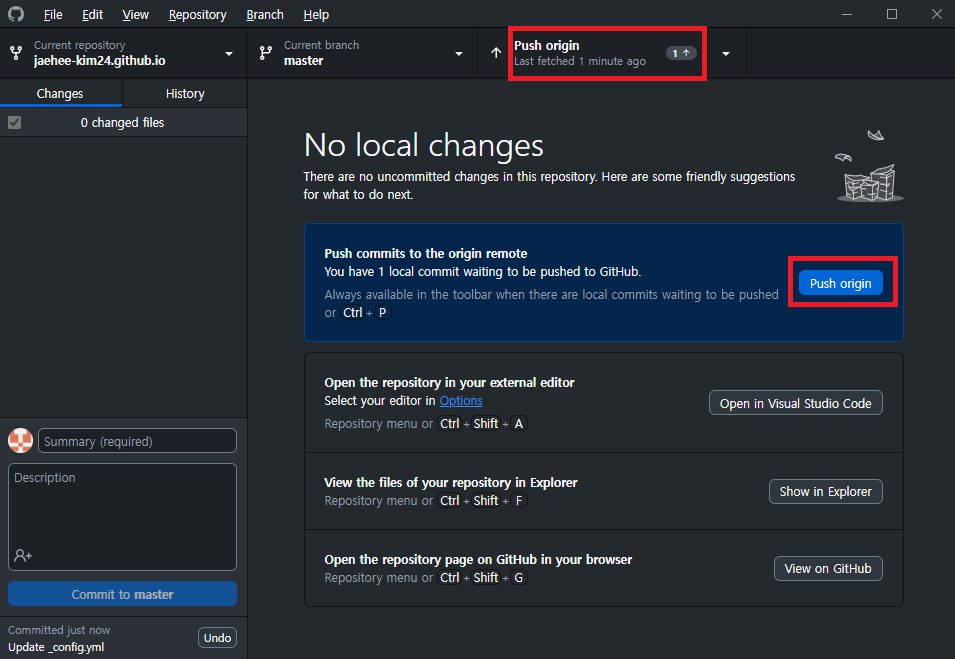 File Edit View Repository Branch Help
Current repository
jaehee-kim24.github.io
Current branch
master
Push origin
Last fetched 1 minute ago
1
Changes History
0 changed files
No local changes
There are no uncommitted changes in this repository. Here are some friendly suggestions
for what to do next.
Push commits to the origin remote
You have 1 local commit waiting to be pushed to GitHub.
Always available in the toolbar when there are local commits waiting to be pushed
or Ctrl + P
Push origin
Open the repository in your external editor
Select your editor in Options
Repository menu or Ctrl + Shift + A
Open in Visual Studio Code
View the files of your repository in Explorer
Repository menu or Ctrl + Shift + F
Show in Explorer
Open the repository page on GitHub in your browser
Repository menu or Ctrl + Shift + G
View on GitHub
Summary (required)
Description
Commit to master
Committed just now
Update _config.yml
Undo